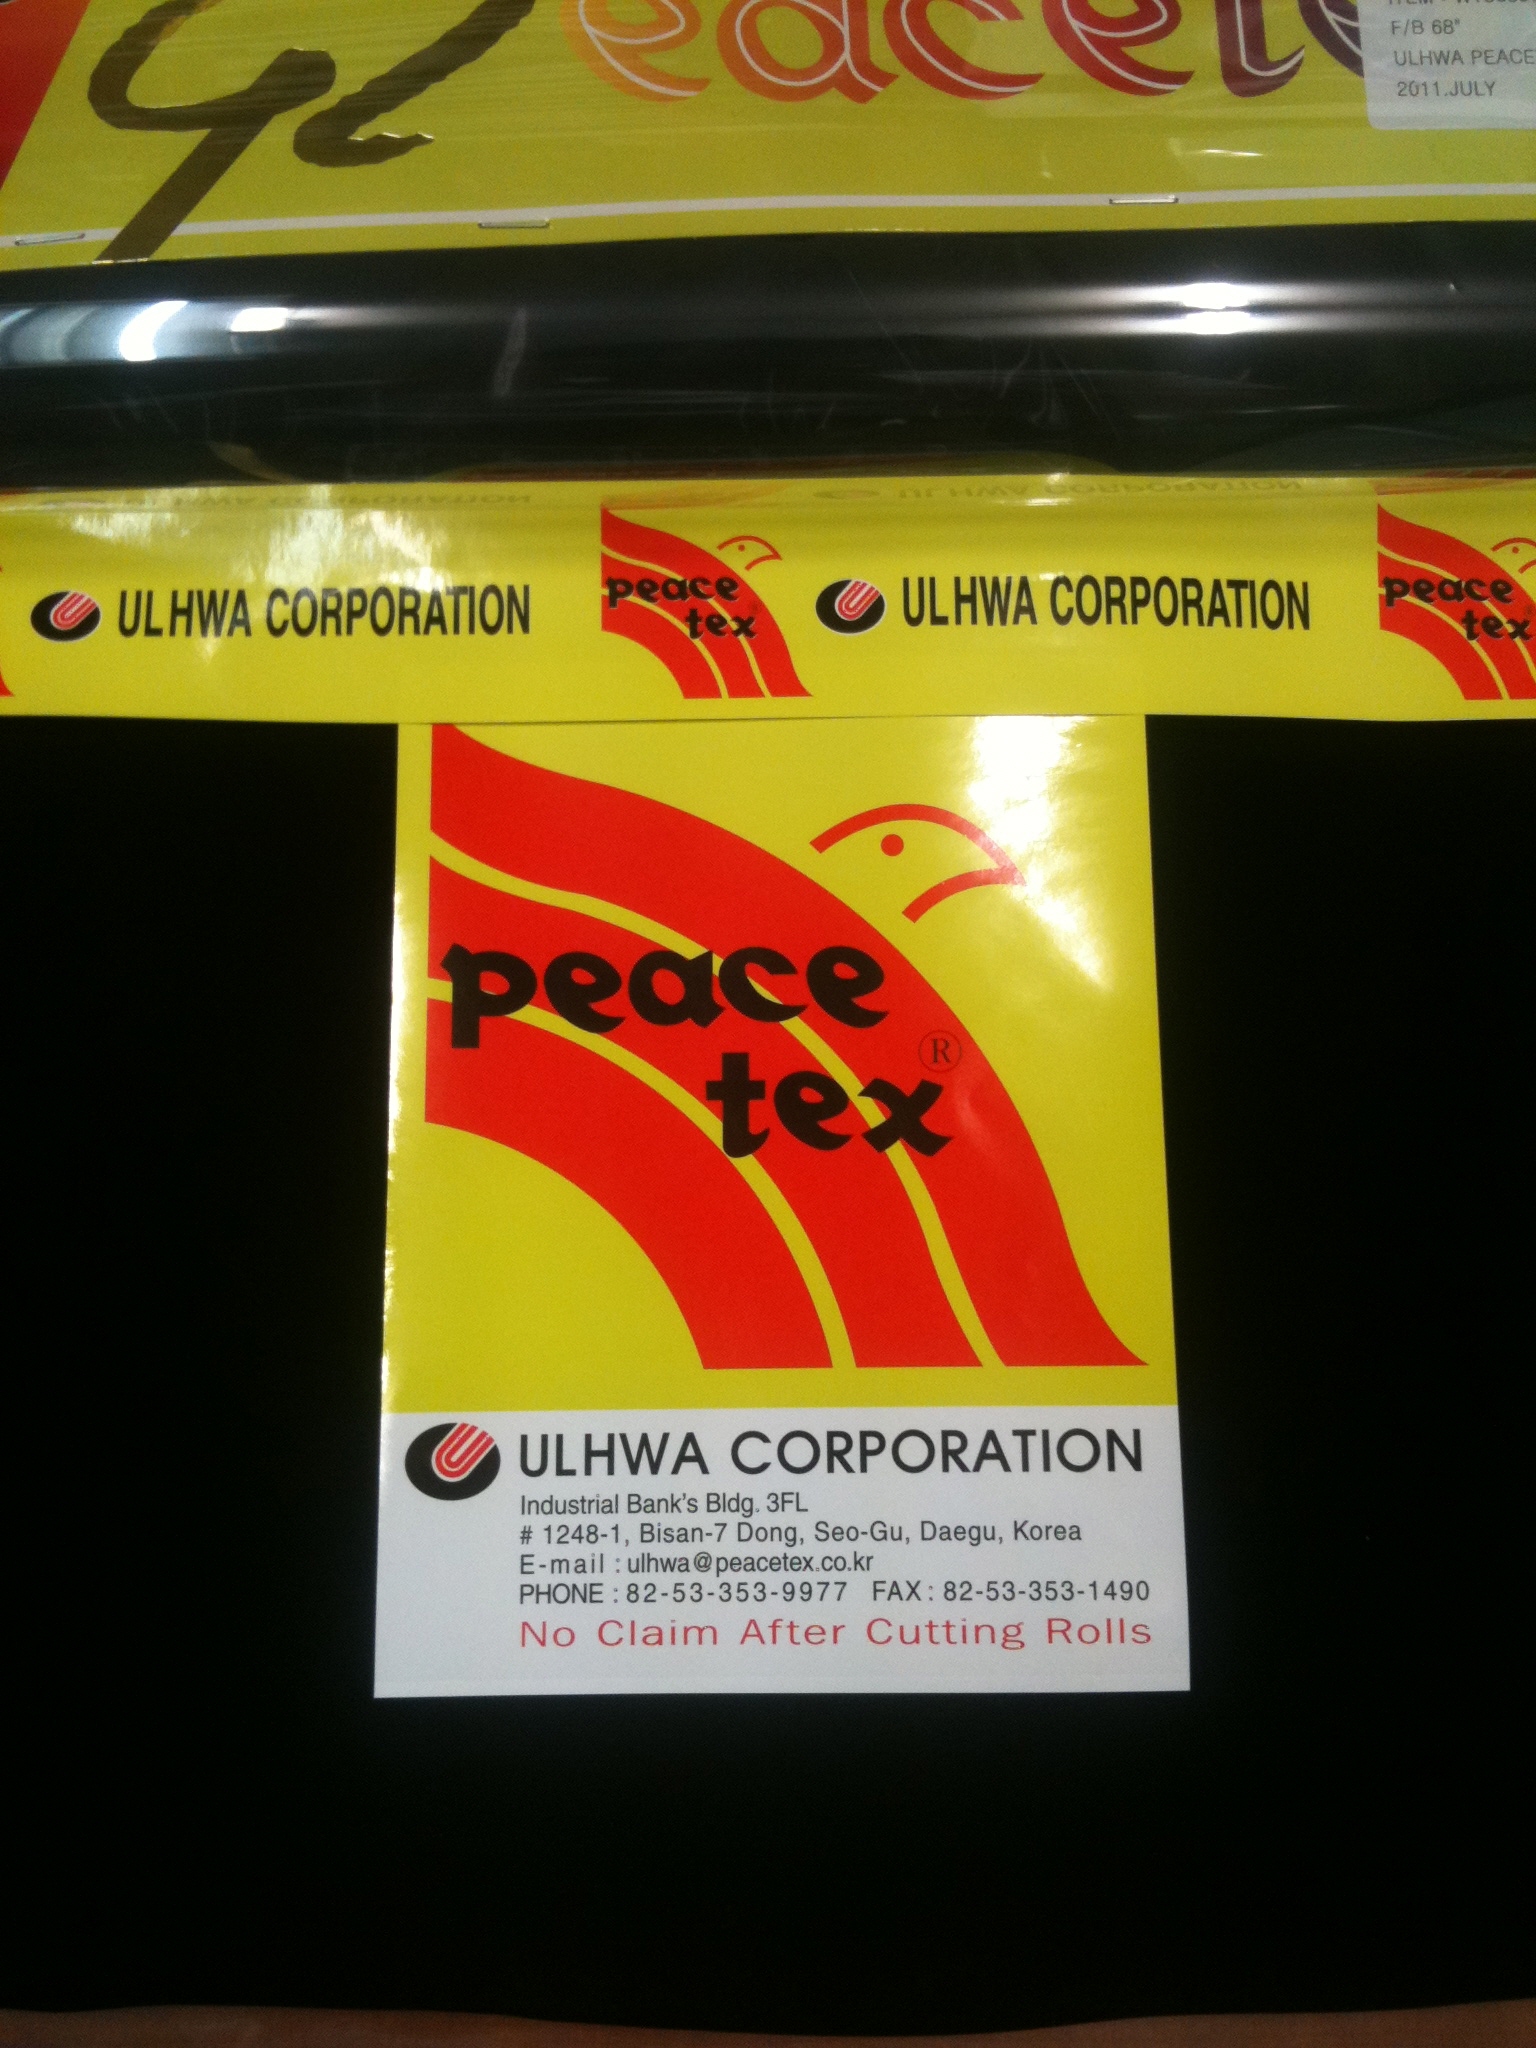 Peacete
F/B 68"
ULHWA PEACE
2011.JULY
ULHWA CORPORATION
peace
tex
ULHWA CORPORATION
peace
tex
peace
tex®
ULHWA CORPORATION
Industrial Bank's Bldg. 3FL
# 1248-1, Bisan-7 Dong, Seo-Gu, Daegu, Korea
E-mail : ulhwa@peacetex.co.kr
PHONE : 82-53-353-9977 FAX : 82-53-353-1490
No Claim After Cutting Rolls